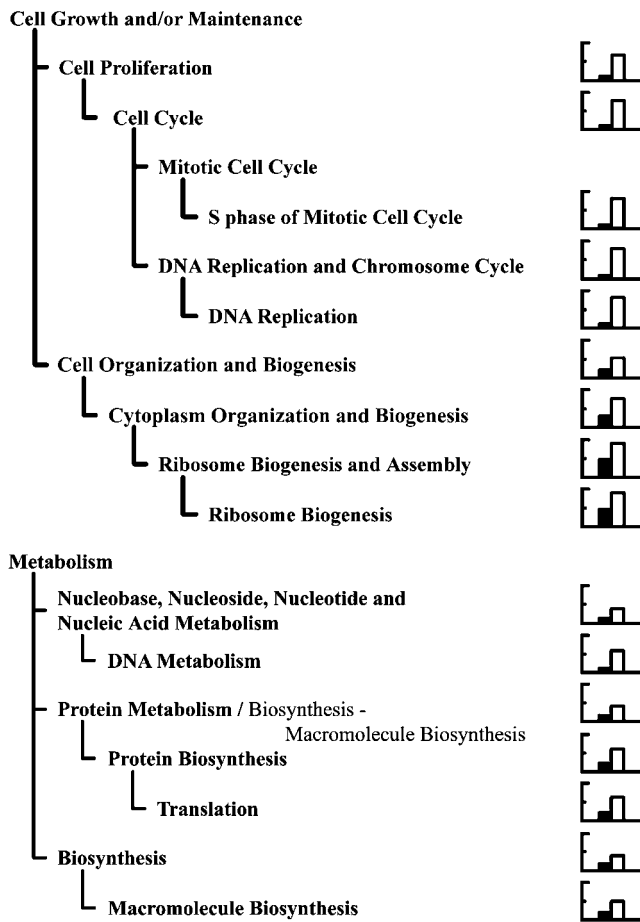 Cell Growth and/or Maintenance
Cell Proliferation
Cell Cycle
Mitotic Cell Cycle
S phase of Mitotic Cell Cycle
DNA Replication and Chromosome Cycle
DNA Replication
Cell Organization and Biogenesis
Cytoplasm Organization and Biogenesis
Ribosome Biogenesis and Assembly
Ribosome Biogenesis
Metabolism
Nucleobase, Nucleoside, Nucleotide and
Nucleic Acid Metabolism
DNA Metabolism
Protein Metabolism / Biosynthesis -
Macromolecule Biosynthesis
Protein Biosynthesis
Translation
Biosynthesis
Macromolecule Biosynthesis